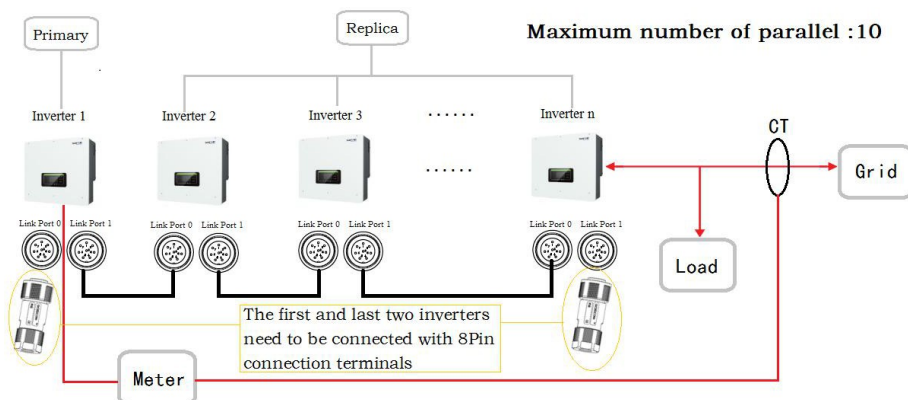 Primary
Replica
Maximum number of parallel :10
Inverter 1
Inverter 2
Inverter 3
......
Inverter n
CT
......
Grid
Link Port 0
Link Port 1
Link Port 0
Link Port 1
Link Port 0
Link Port 1
Link Port 0
Link Port 1
Load
The first and last two inverters
need to be connected with 8Pin
connection terminals
Meter